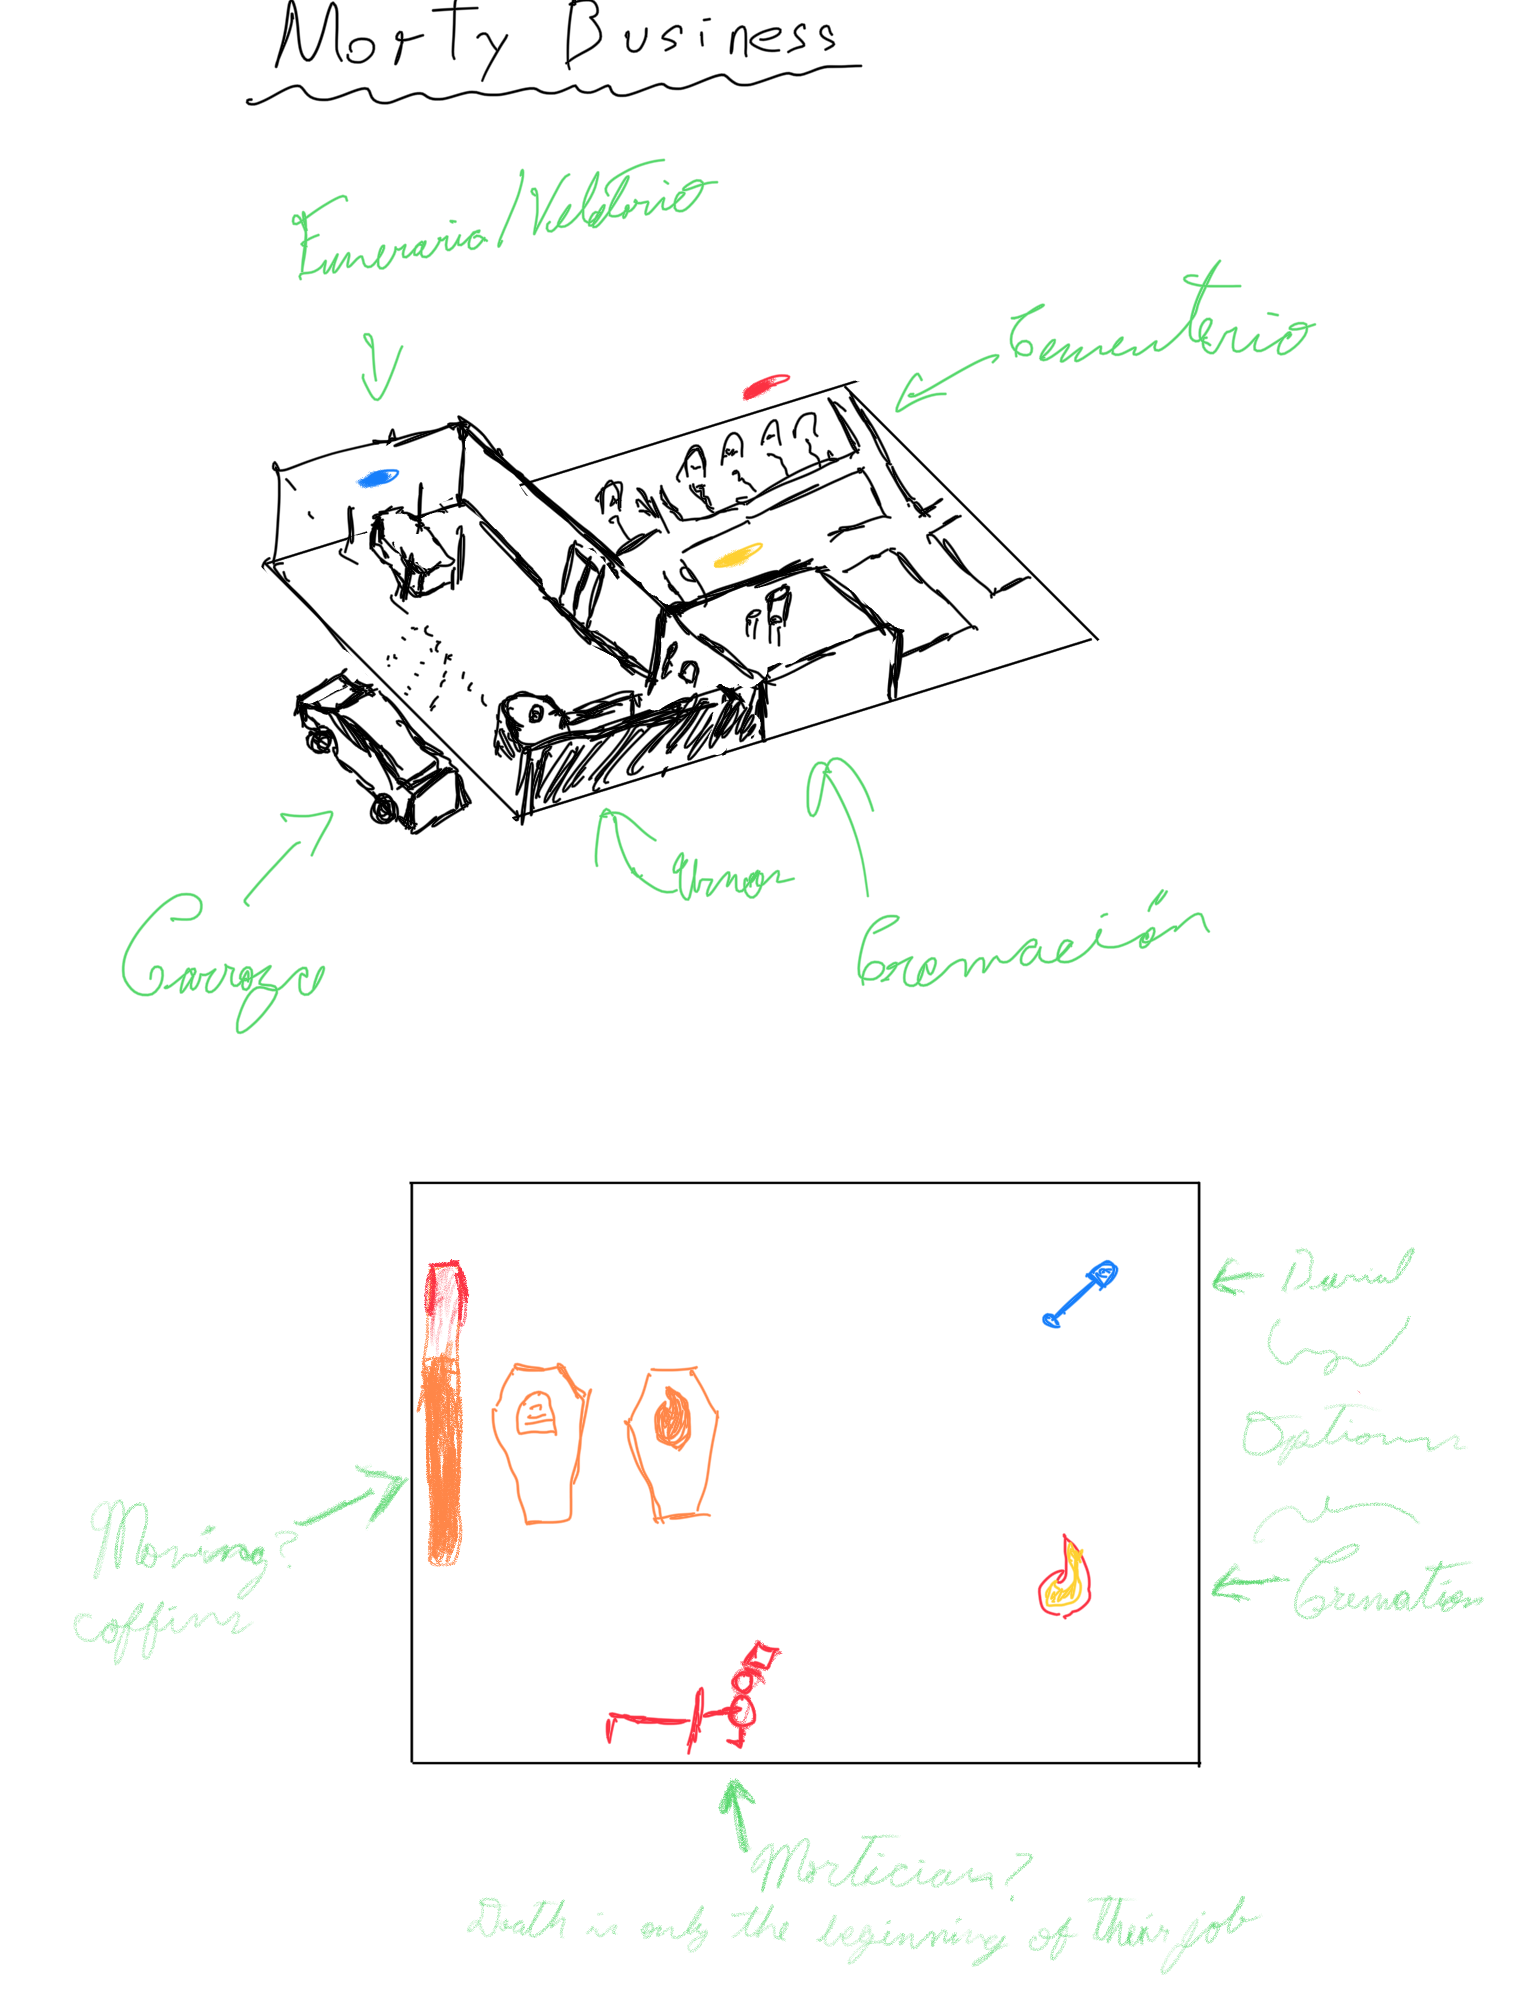 Morty Business
Funeraria/Velatorio
Cementerio
Urnas
Carroza
Cremación
Burial
Options
Moving?
coffins
Cremation
Mortician?
Death is only the beginning of their job